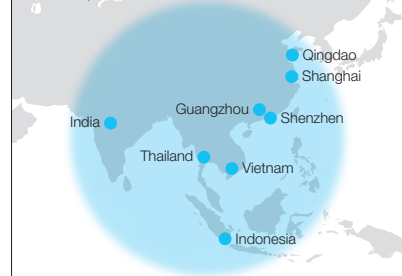 Qingdao
Shanghai
Guangzhou
Shenzhen
India
Thailand
Vietnam
Indonesia